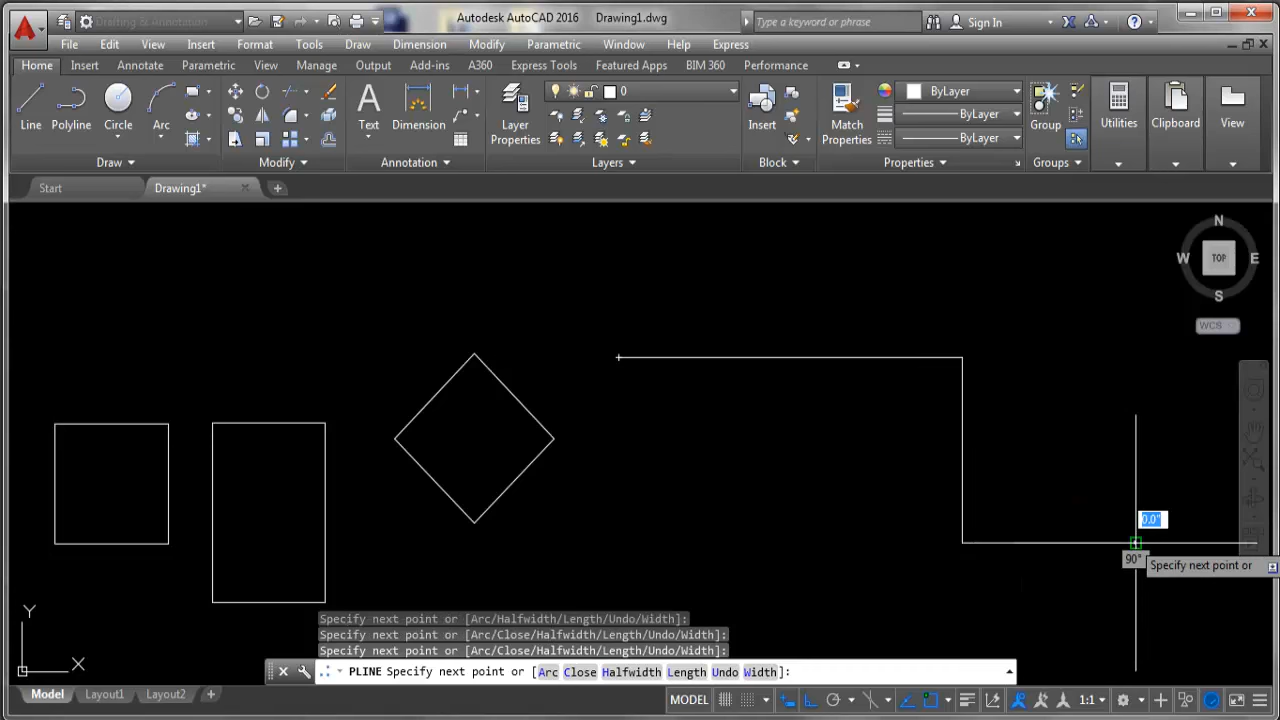 Drafting & Annotation
Autodesk AutoCAD 2016 Drawing1.dwg
Type a keyword or phrase
Sign In
File Edit View Insert Format Tools Draw Dimension Modify Parametric Window Help Express
Home Insert Annotate Parametric View Manage Output Add-ins A360 Express Tools Featured Apps BIM 360 Performance
0
ByLayer
ByLayer
ByLayer
Line Polyline Circle Arc Text Dimension Layer Properties Insert Match Properties Group Utilities Clipboard View
Draw Modify Annotation Layers Block Properties Groups
Start Drawing1*
N
W TOP E
S
WCS
0.0"
90°
Specify next point or
Y
X
Specify next point or [Arc/Halfwidth/Length/Undo/Width]:
Specify next point or [Arc/Close/Halfwidth/Length/Undo/Width]:
Specify next point or [Arc/Close/Halfwidth/Length/Undo/Width]:
PLINE Specify next point or [Arc Close Halfwidth Length Undo Width]:
Model Layout1 Layout2
MODEL
1:1